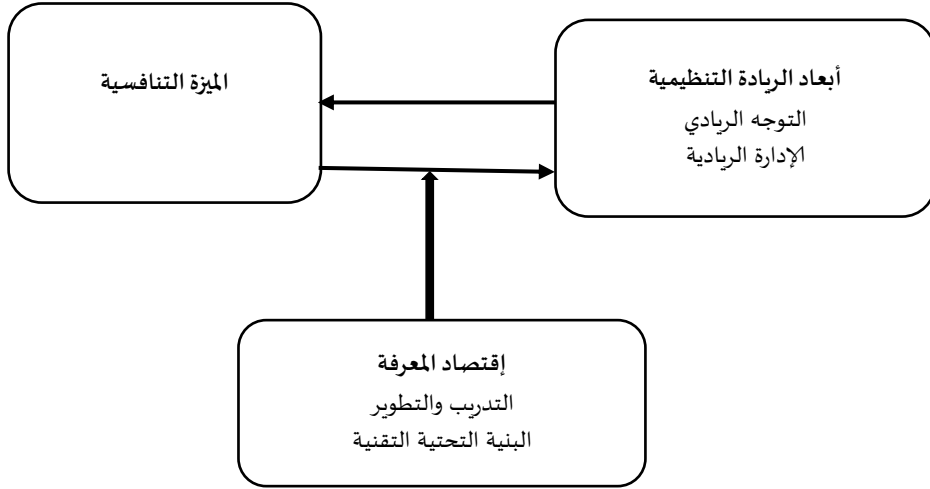 أبعاد الريادة التنظيمية
التوجه الريادي
الإدارة الريادية
الميزة التنافسية
إقتصاد المعرفة
التدريب والتطوير
البنية التحتية التقنية